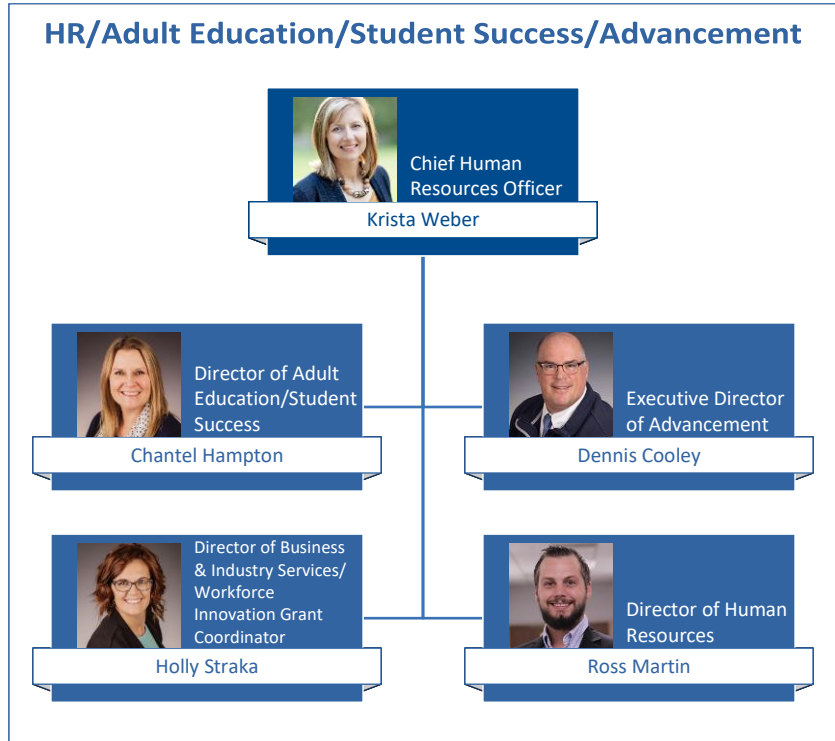 HR/Adult Education/Student Success/Advancement
Chief Human
Resources Officer
Krista Weber
Director of Adult
Education/Student
Success
Chantel Hampton
Executive Director
of Advancement
Dennis Cooley
Director of Business
& Industry Services/
Workforce
Innovation Grant
Coordinator
Holly Straka
Director of Human
Resources
Ross Martin